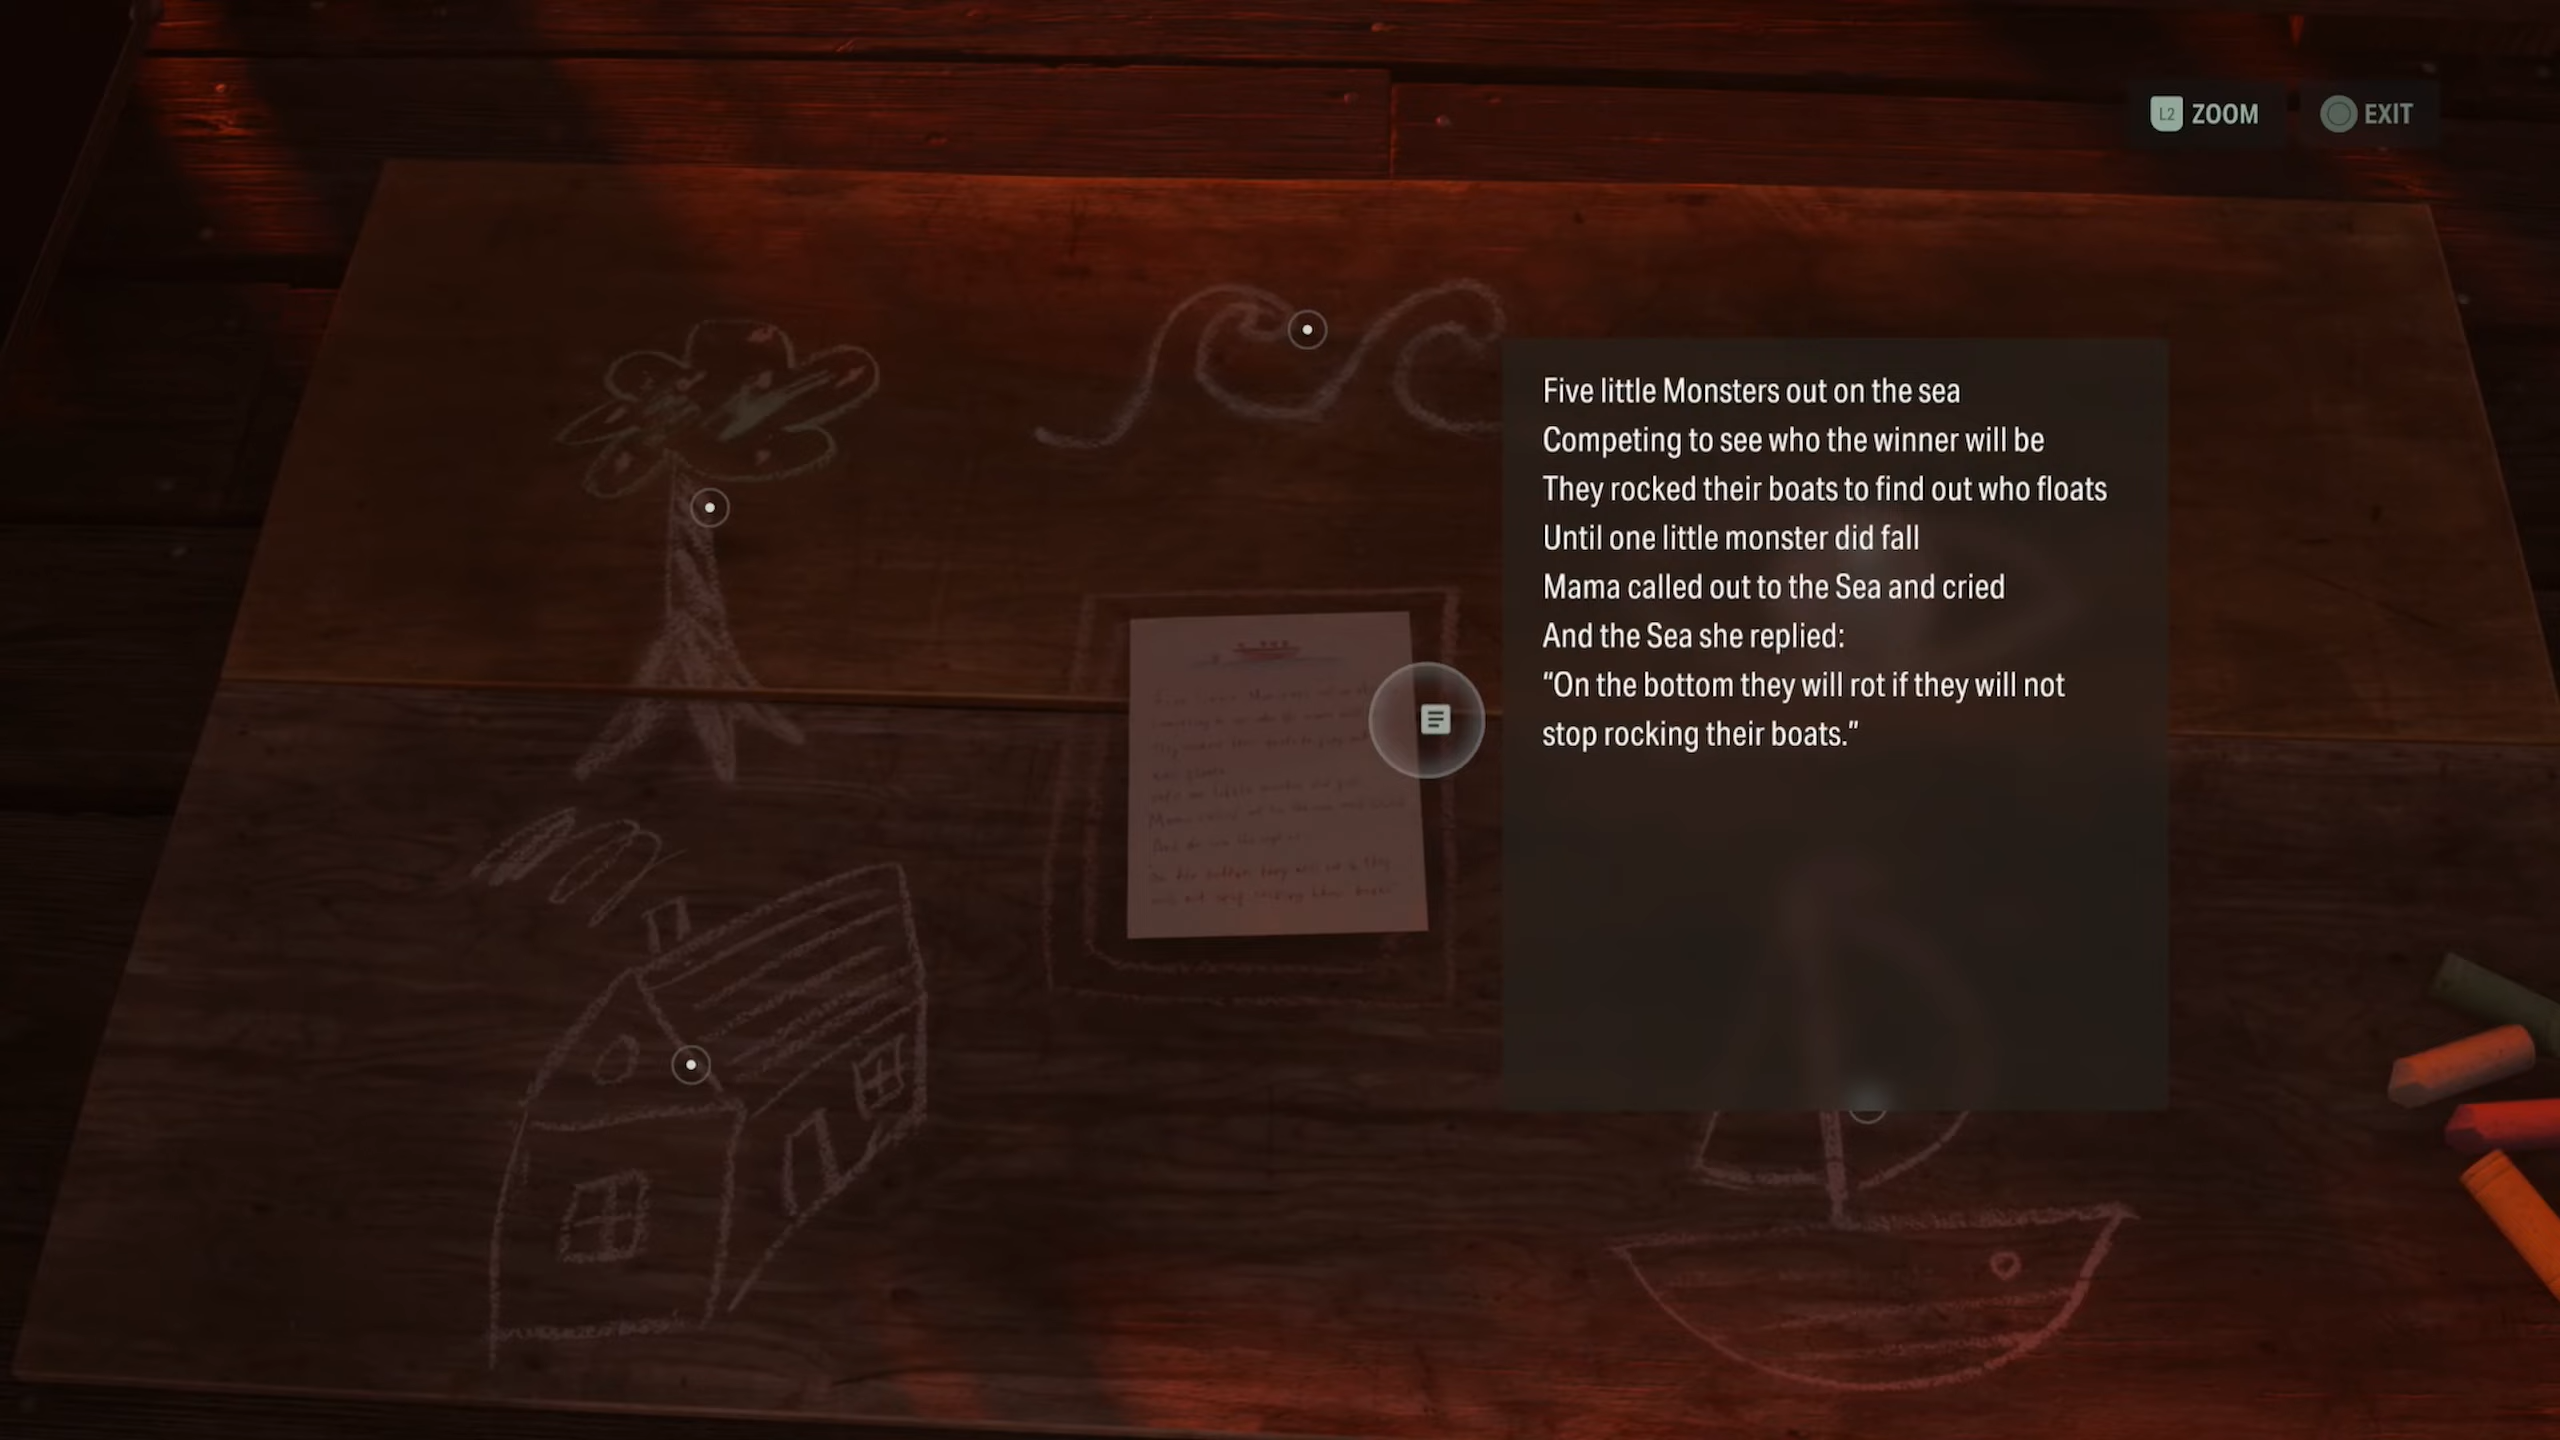 L2 ZOOM EXIT
Five little Monsters out on the sea
Competing to see who the winner will be
They rocked their boats to find out who floats
Until one little monster did fall
Mama called out to the Sea and cried
And the Sea she replied:
“On the bottom they will rot if they will not
stop rocking their boats.”